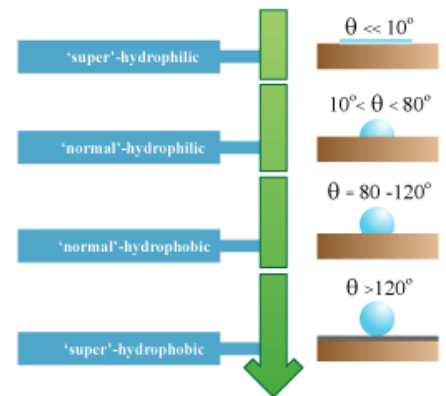 'super'-hydrophilic
θ << 10°
'normal'-hydrophilic
10°< θ < 80°
'normal'-hydrophobic
θ = 80 -120°
'super'-hydrophobic
θ >120°